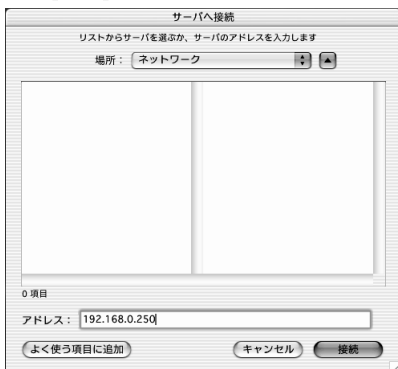 サーバへ接続
リストからサーバを選ぶか、サーバのアドレスを入力します
場所： ネットワーク
0 項目
アドレス： 192.168.0.250
よく使う項目に追加 キャンセル 接続